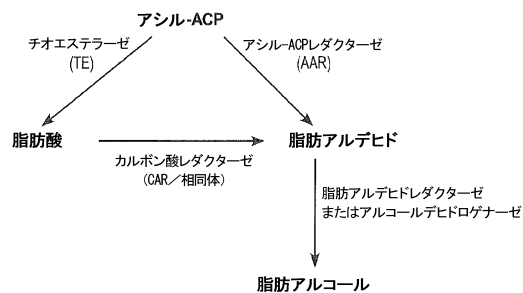 アシル-ACP
チオエステラーゼ
(TE)
アシル-ACPレダクターゼ
(AAR)
脂肪酸
脂肪アルデヒド
カルボン酸レダクターゼ
(CAR/相同体)
脂肪アルデヒドレダクターゼ
またはアルコールデヒドロゲナーゼ
脂肪アルコール